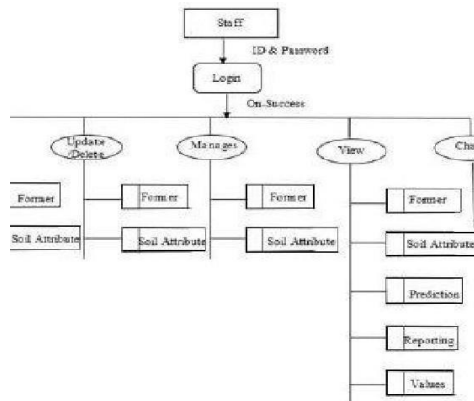 Staff
ID & Password
Login
On-Success
Update
/Delete
Manages
View
Cha
Former
Former
Former
Former
Soil Attribute
Soil Attribute
Soil Attribute
Soil Attribute
Prediction
Reporting
Values